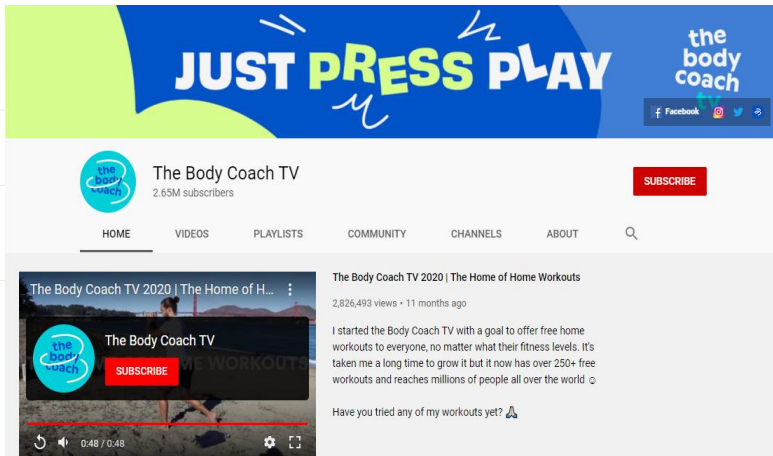 JUST PRESS PLAY
the
body
coach
tv
Facebook
the
body
coach
The Body Coach TV
2.65M subscribers
SUBSCRIBE
HOME VIDEOS PLAYLISTS COMMUNITY CHANNELS ABOUT
The Body Coach TV 2020 | The Home of H...
the
body
coach
The Body Coach TV
SUBSCRIBE
ME WORKOUTS
0:48 / 0:48
The Body Coach TV 2020 | The Home of Home Workouts
2,826,493 views • 11 months ago
I started the Body Coach TV with a goal to offer free home
workouts to everyone, no matter what their fitness levels. It's
taken me a long time to grow it but it now has over 250+ free
workouts and reaches millions of people all over the world ☺
Have you tried any of my workouts yet? 🙏